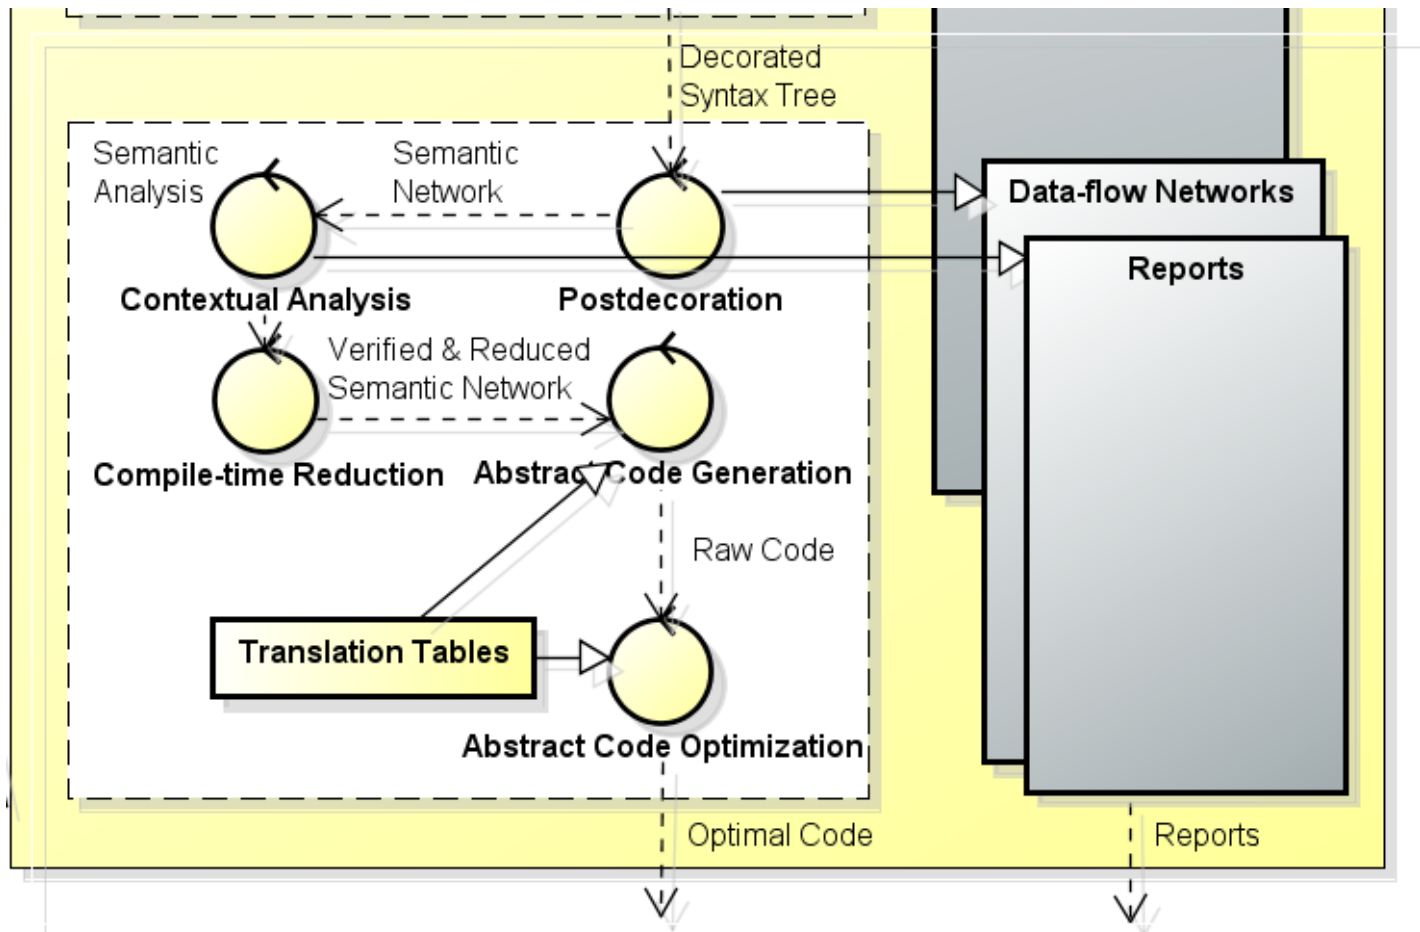 Decorated
Syntax Tree
Semantic
Analysis
Semantic
Network
Data-flow Networks
Reports
Contextual Analysis
Postdecoration
Verified & Reduced
Semantic Network
Compile-time Reduction
Abstract Code Generation
Raw Code
Translation Tables
Abstract Code Optimization
Optimal Code
Reports